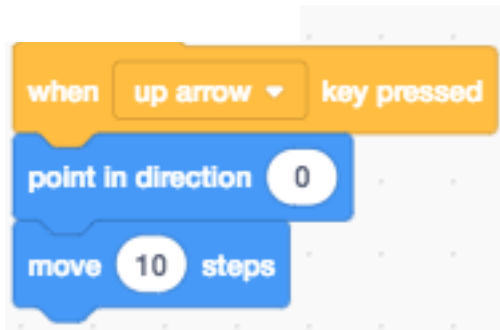 when up arrow key pressed
point in direction 0
move 10 steps